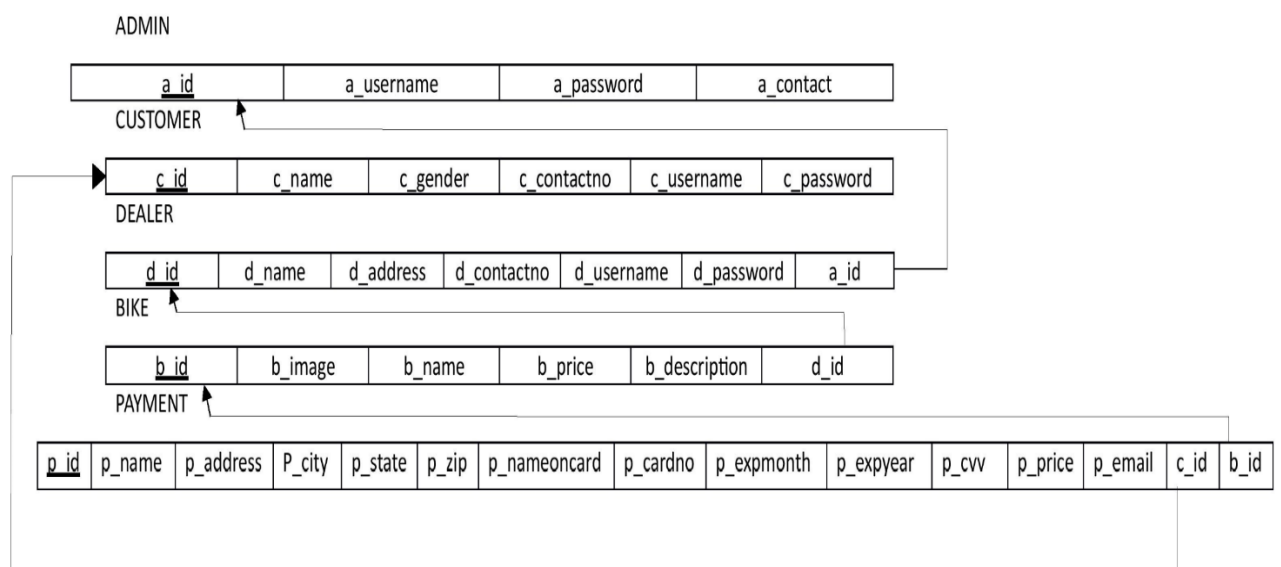 ADMIN
a_id a_username a_password a_contact
CUSTOMER
c_id c_name c_gender c_contactno c_username c_password
DEALER
d_id d_name d_address d_contactno d_username d_password a_id
BIKE
b_id b_image b_name b_price b_description d_id
PAYMENT
p_id p_name p_address P_city p_state p_zip p_nameoncard p_cardno p_expmonth p_expyear p_cvv p_price p_email c_id b_id